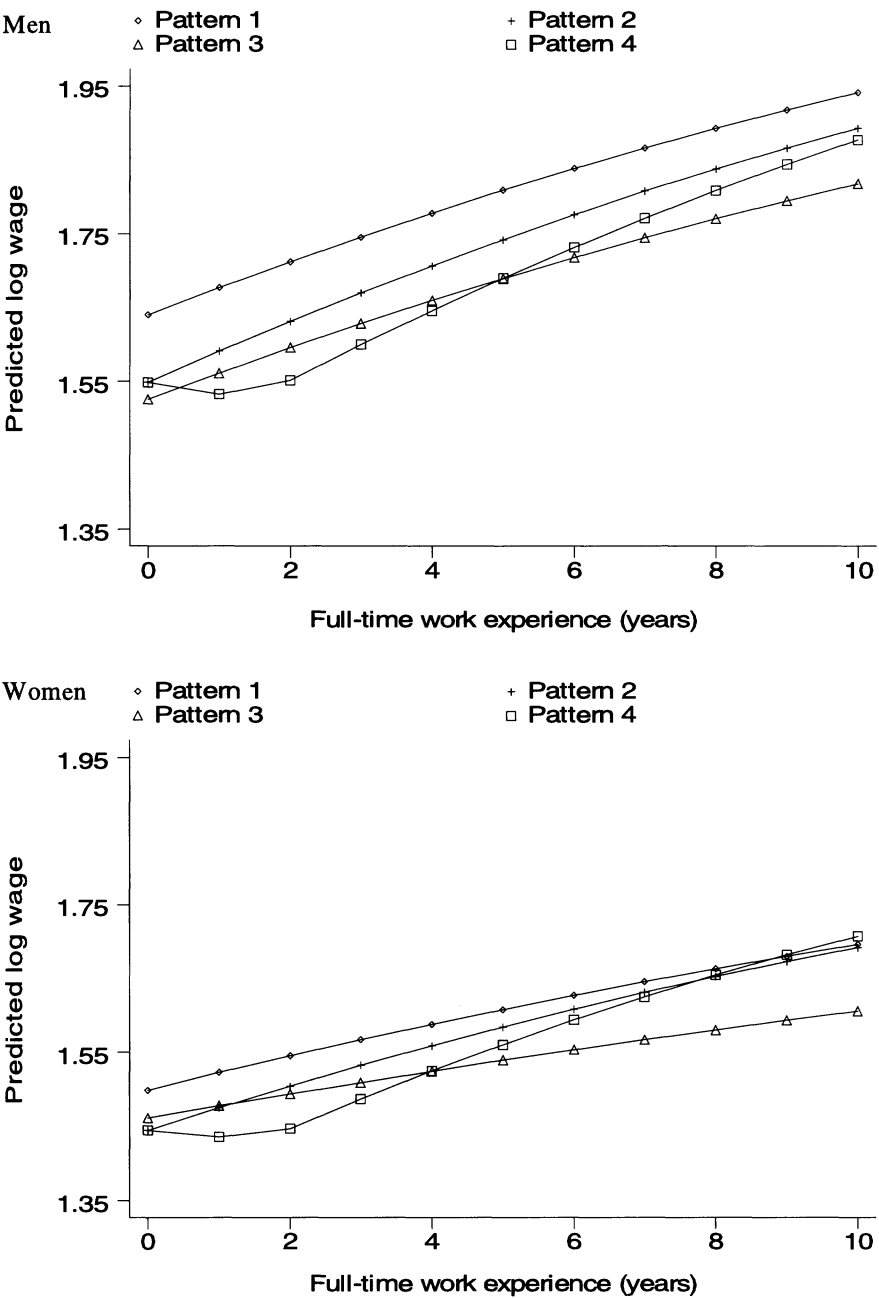 Men
Pattern 1 Pattern 2
Pattern 3 Pattern 4
1.95
1.75
1.55
1.35
Predicted log wage
0 2 4 6 8 10
Full-time work experience (years)
Women
Pattern 1 Pattern 2
Pattern 3 Pattern 4
1.95
1.75
1.55
1.35
Predicted log wage
0 2 4 6 8 10
Full-time work experience (years)